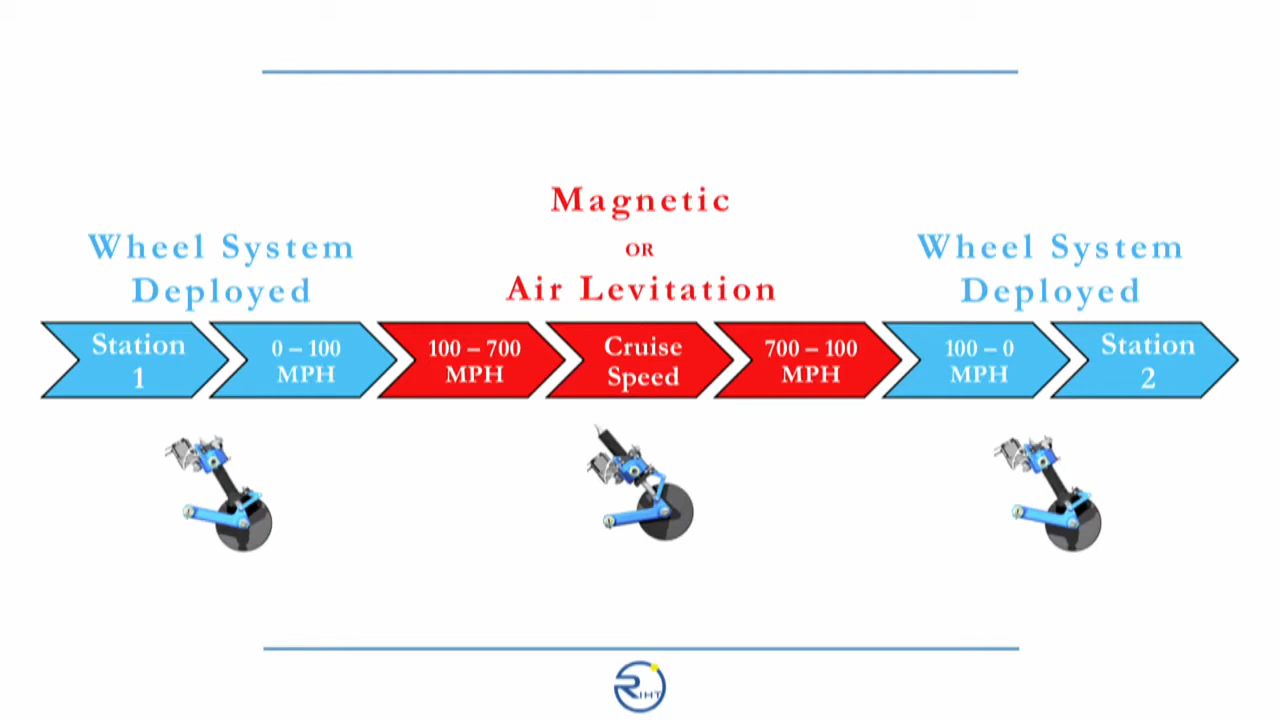 Magnetic
OR
Air Levitation
Wheel System
Deployed
Wheel System
Deployed
Station
1
0 – 100
MPH
100 – 700
MPH
Cruise
Speed
700 – 100
MPH
100 – 0
MPH
Station
2
RIHT